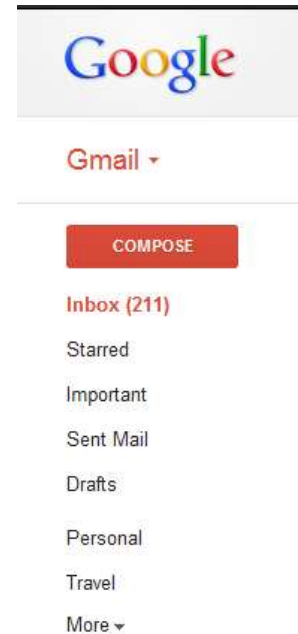 Google
Gmail
COMPOSE
Inbox (211)
Starred
Important
Sent Mail
Drafts
Personal
Travel
More